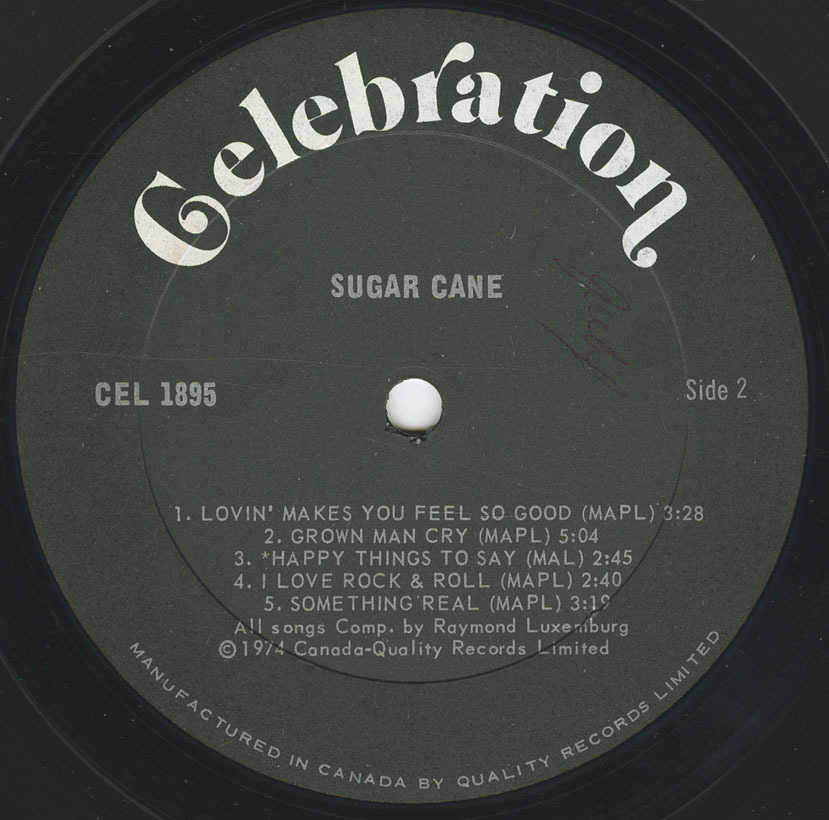 Celebration
SUGAR CANE
CEL 1895
Side 2
1. LOVIN' MAKES YOU FEEL SO GOOD (MAPL) 3:28
2. GROWN MAN CRY (MAPL) 5:04
3. *HAPPY THINGS TO SAY (MAL) 2:45
4. I LOVE ROCK & ROLL (MAPL) 2:40
5. SOMETHING REAL (MAPL) 3:19
All songs Comp. by Raymond Luxemburg
©1974 Canada-Quality Records Limited
MANUFACTURED IN CANADA BY QUALITY RECORDS LIMITED